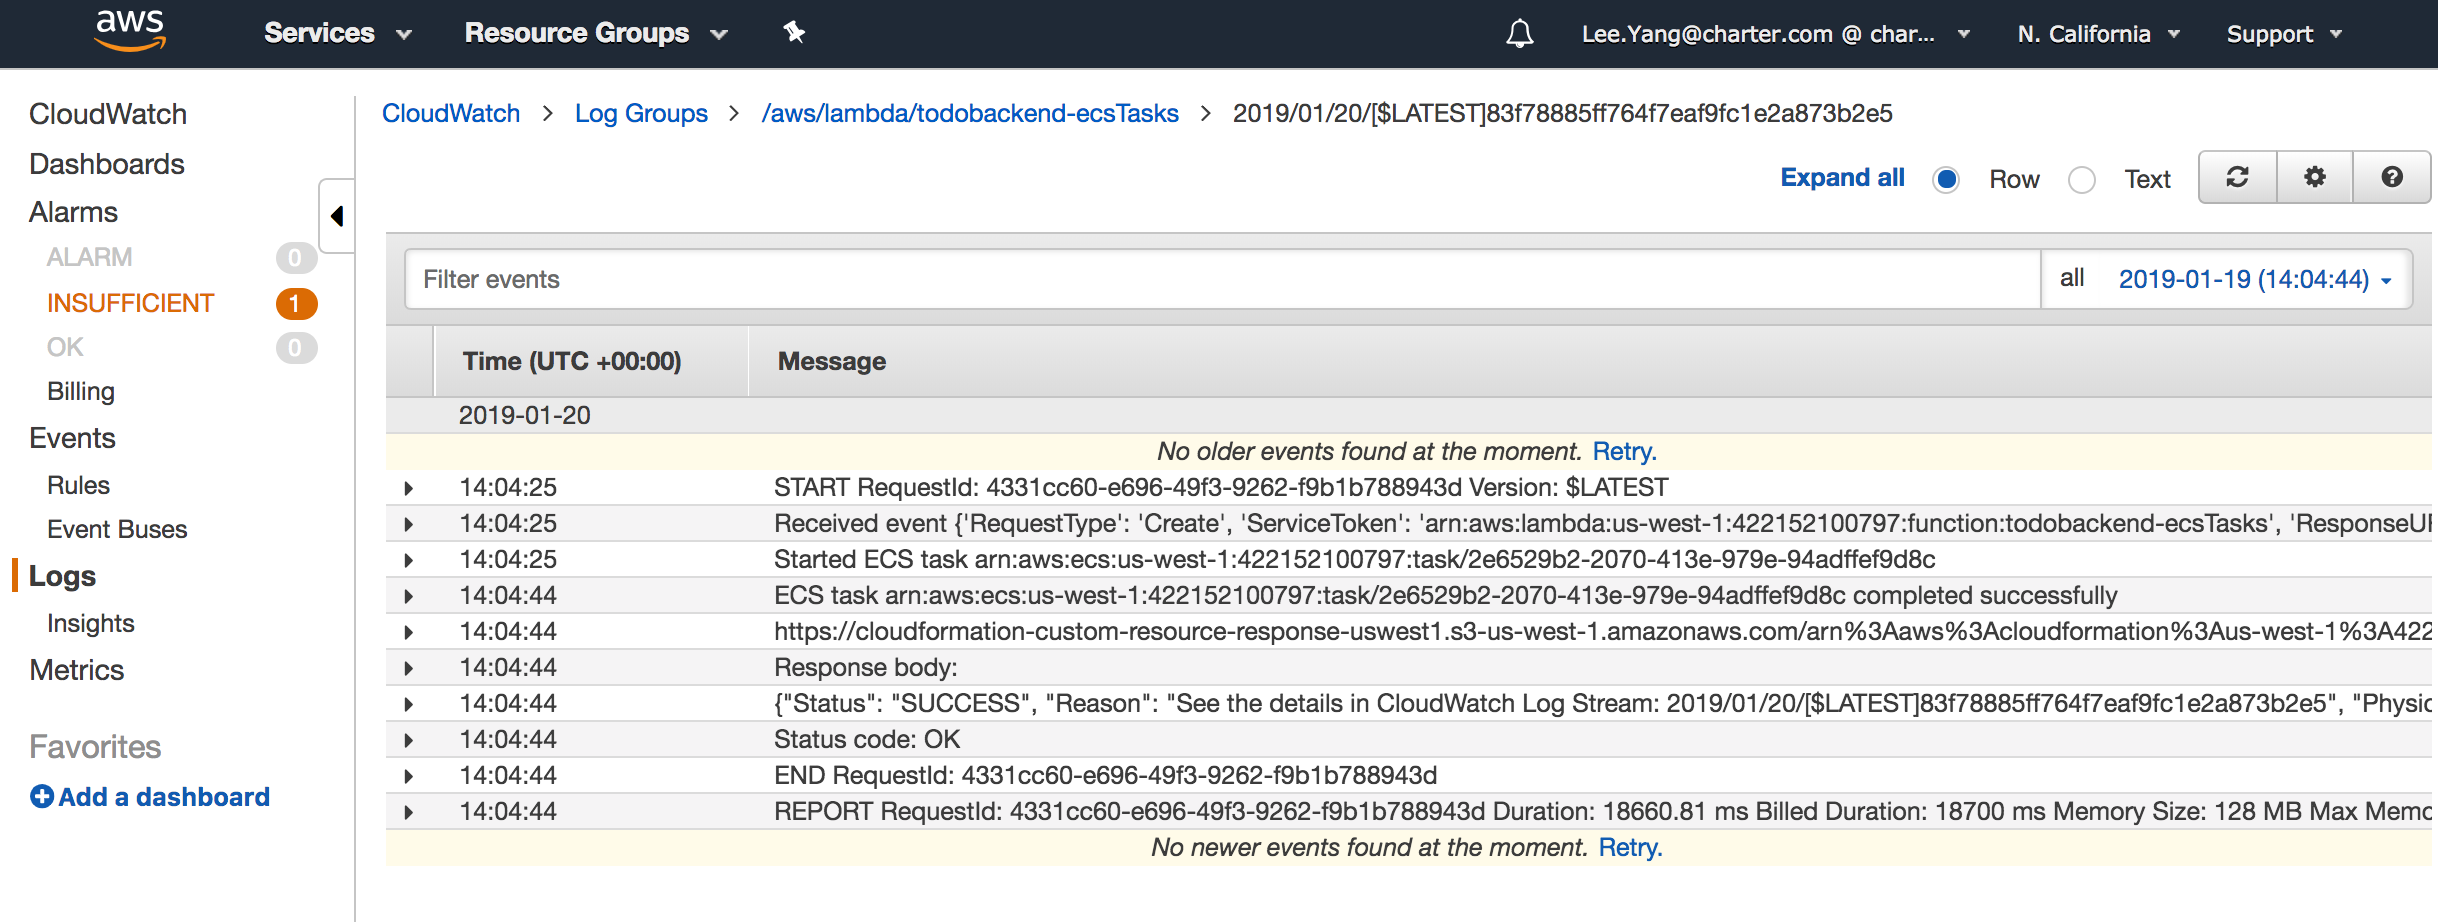 aws Services Resource Groups Lee.Yang@charter.com @ char... N. California Support
CloudWatch
Dashboards
Alarms
ALARM 0
INSUFFICIENT 1
OK 0
Billing
Events
Rules
Event Buses
Logs
Insights
Metrics
Favorites
Add a dashboard
CloudWatch > Log Groups > /aws/lambda/todobackend-ecsTasks > 2019/01/20/[$LATEST]83f78885ff764f7eaf9fc1e2a873b2e5
Expand all Row Text
Filter events all 2019-01-19 (14:04:44)
Time (UTC +00:00) Message
2019-01-20
No older events found at the moment. Retry.
14:04:25 START RequestId: 4331cc60-e696-49f3-9262-f9b1b788943d Version: $LATEST
14:04:25 Received event {'RequestType': 'Create', 'ServiceToken': 'arn:aws:lambda:us-west-1:422152100797:function:todobackend-ecsTasks', 'ResponseUR
14:04:25 Started ECS task arn:aws:ecs:us-west-1:422152100797:task/2e6529b2-2070-413e-979e-94adffef9d8c
14:04:44 ECS task arn:aws:ecs:us-west-1:422152100797:task/2e6529b2-2070-413e-979e-94adffef9d8c completed successfully
14:04:44 https://cloudformation-custom-resource-response-uswest1.s3-us-west-1.amazonaws.com/arn%3Aaws%3Acloudformation%3Aus-west-1%3A422
14:04:44 Response body:
14:04:44 {"Status": "SUCCESS", "Reason": "See the details in CloudWatch Log Stream: 2019/01/20/[$LATEST]83f78885ff764f7eaf9fc1e2a873b2e5", "Physic
14:04:44 Status code: OK
14:04:44 END RequestId: 4331cc60-e696-49f3-9262-f9b1b788943d
14:04:44 REPORT RequestId: 4331cc60-e696-49f3-9262-f9b1b788943d Duration: 18660.81 ms Billed Duration: 18700 ms Memory Size: 128 MB Max Memo
No newer events found at the moment. Retry.